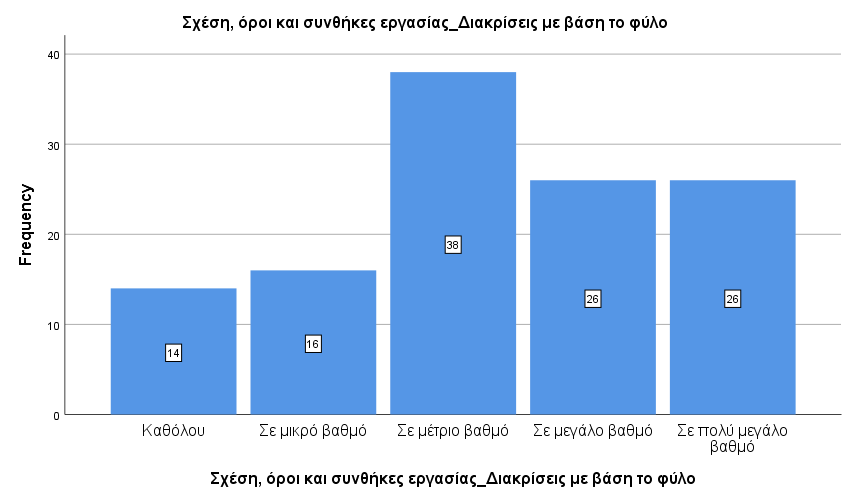 Σχέση, όροι και συνθήκες εργασίας_Διακρίσεις με βάση το φύλο
40
30
20
10
0
Frequency
14
16
38
26
26
Καθόλου
Σε μικρό βαθμό
Σε μέτριο βαθμό
Σε μεγάλο βαθμό
Σε πολύ μεγάλο
βαθμό
Σχέση, όροι και συνθήκες εργασίας_Διακρίσεις με βάση το φύλο